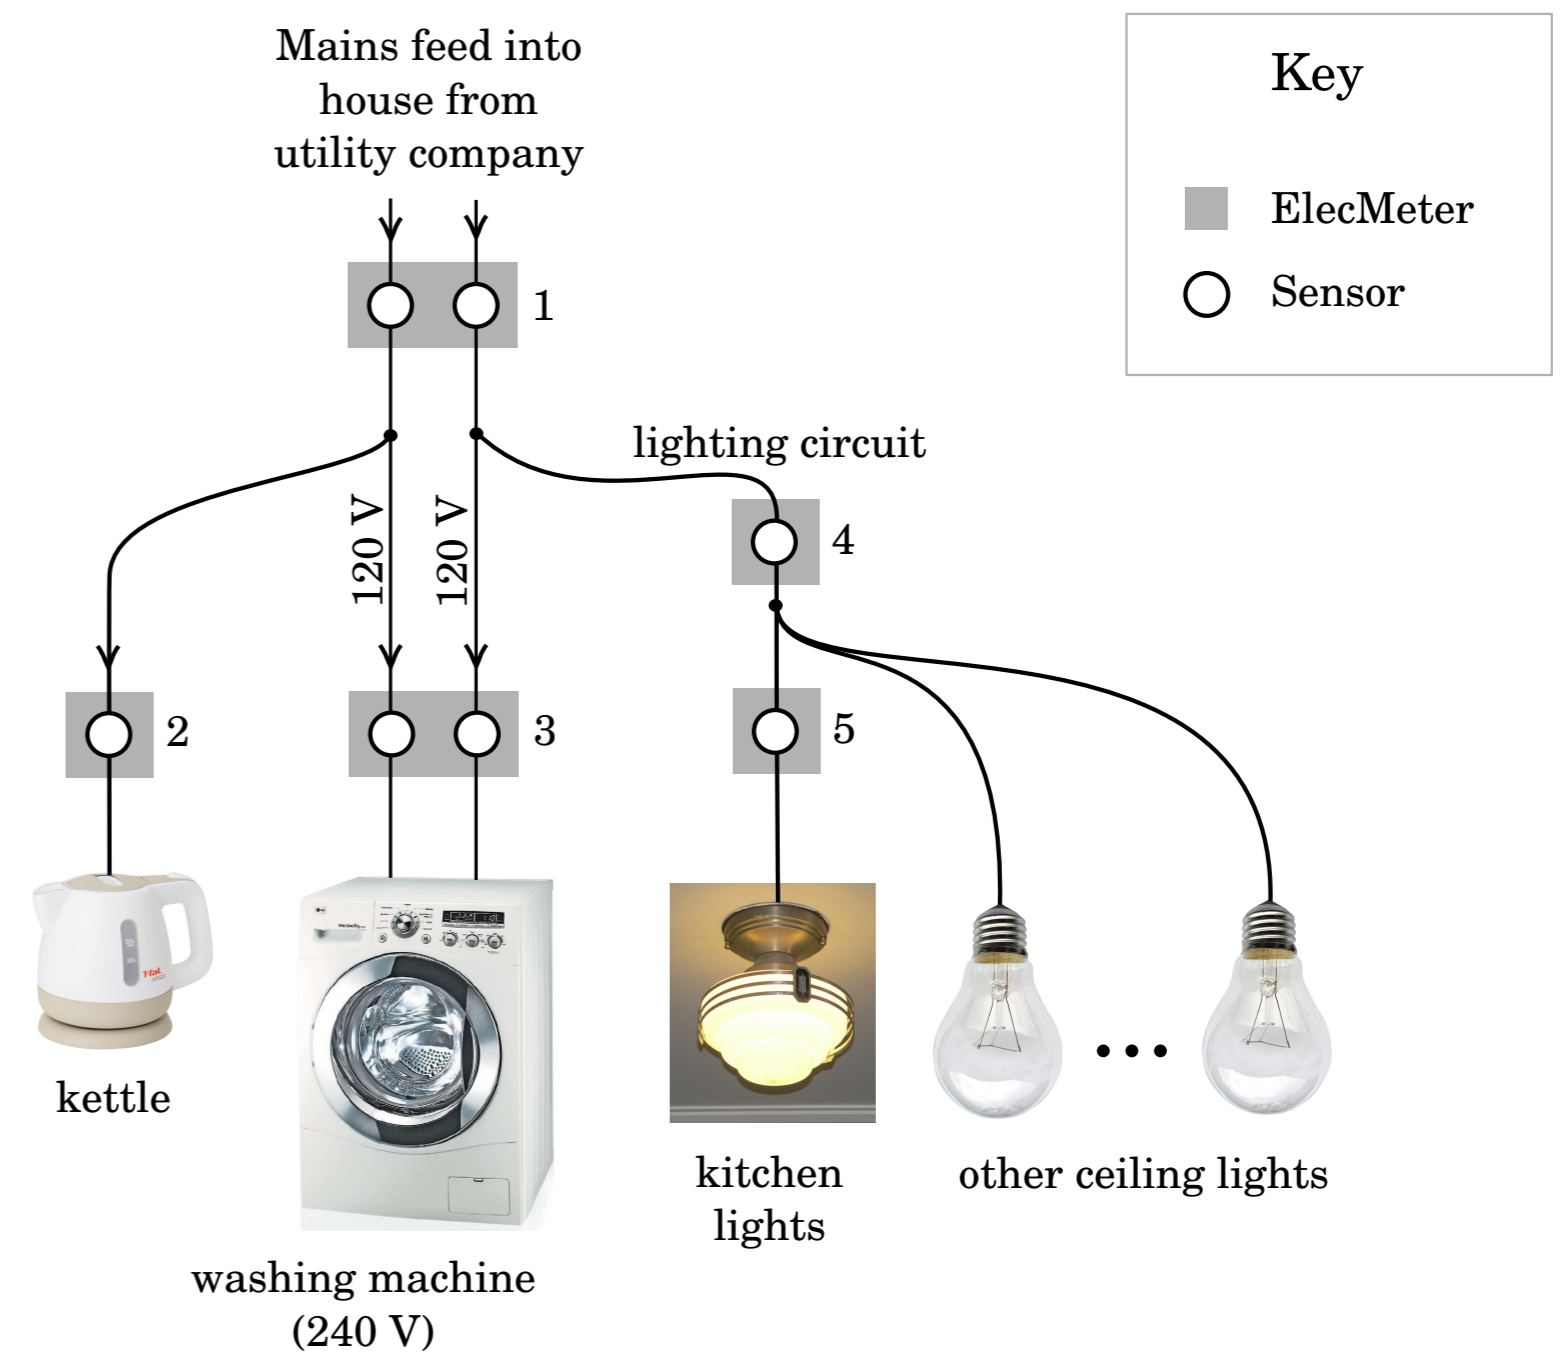 Mains feed into
house from
utility company
Key
ElecMeter
Sensor
1
lighting circuit
120 V
120 V
4
2
3
5
T-fal
kettle
washing machine
(240 V)
kitchen
lights
other ceiling lights